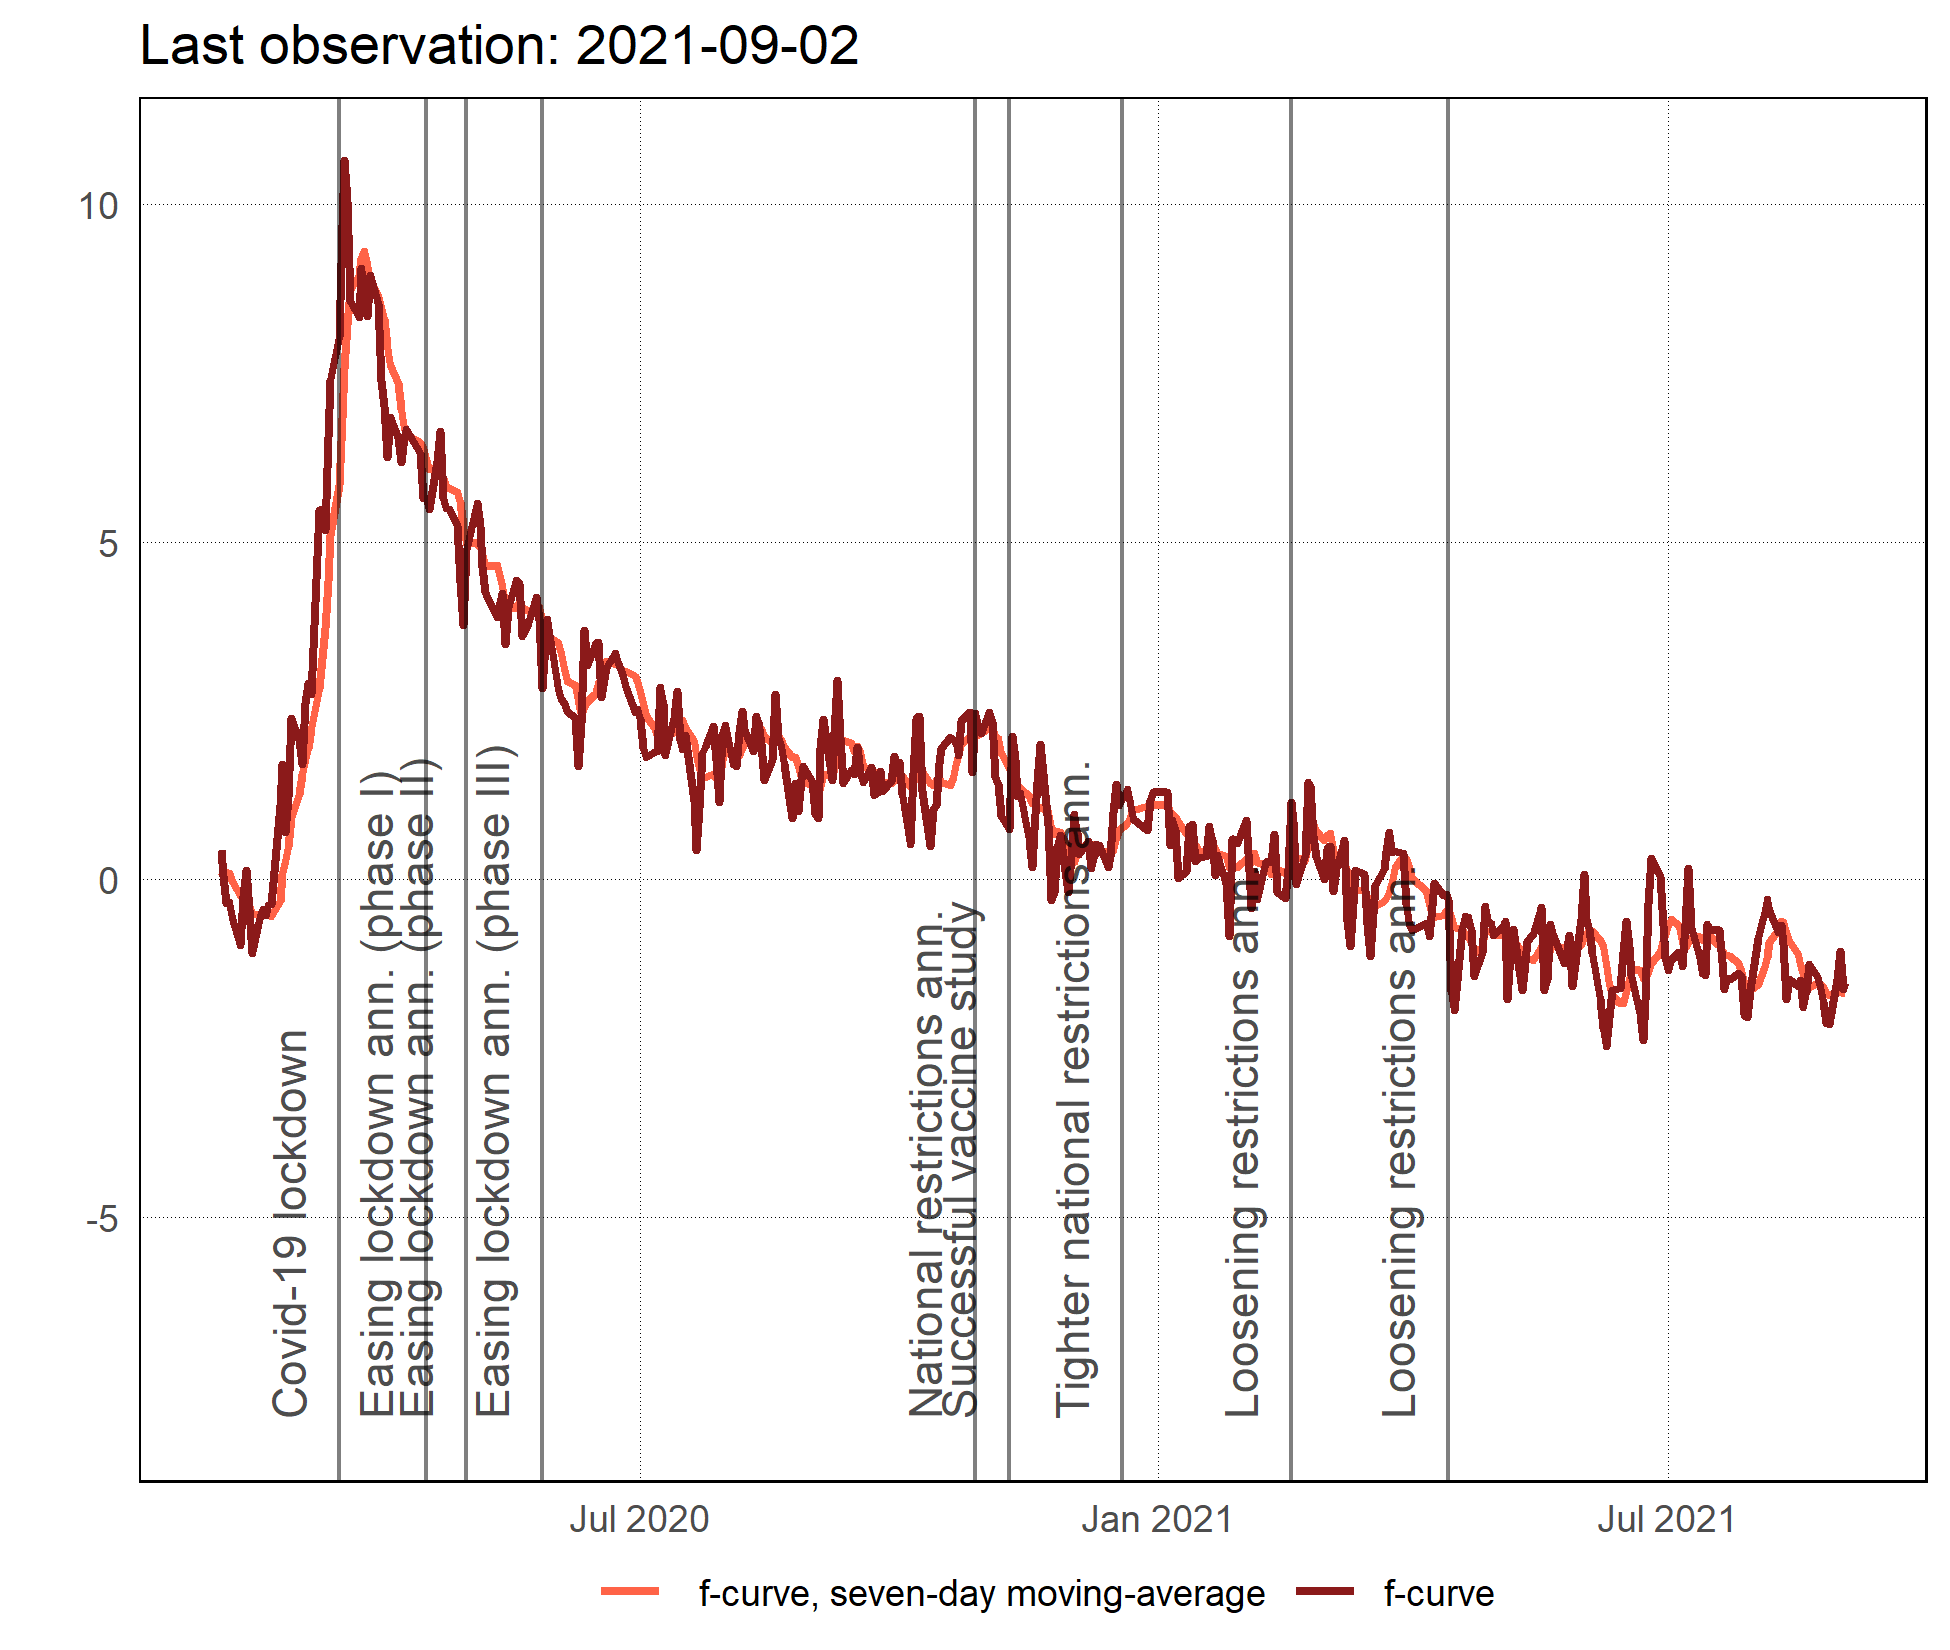 Last observation: 2021-09-02
10
5
0
-5
Covid-19 lockdown
Easing lockdown ann. (phase I)
Easing lockdown ann. (phase II)
Easing lockdown ann. (phase III)
National restrictions ann.
Successful vaccine study
Tighter national restrictions ann.
Loosening restrictions ann.
Loosening restrictions ann.
Jul 2020
Jan 2021
Jul 2021
f-curve, seven-day moving-average
f-curve